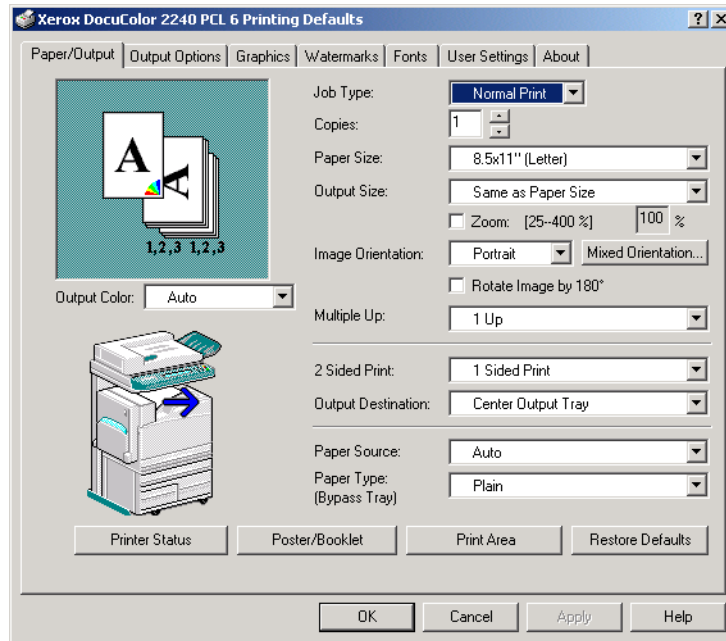 Xerox DocuColor 2240 PCL 6 Printing Defaults
Paper/Output Output Options Graphics Watermarks Fonts User Settings About
A
A
1,2,3 1,2,3
Output Color: Auto
Job Type: Normal Print
Copies: 1
Paper Size: 8.5x11" (Letter)
Output Size: Same as Paper Size
Zoom: [25--400 %] 100 %
Image Orientation: Portrait Mixed Orientation...
Rotate Image by 180°
Multiple Up: 1 Up
2 Sided Print: 1 Sided Print
Output Destination: Center Output Tray
Paper Source: Auto
Paper Type: Plain
(Bypass Tray)
Printer Status Poster/Booklet Print Area Restore Defaults
OK Cancel Apply Help